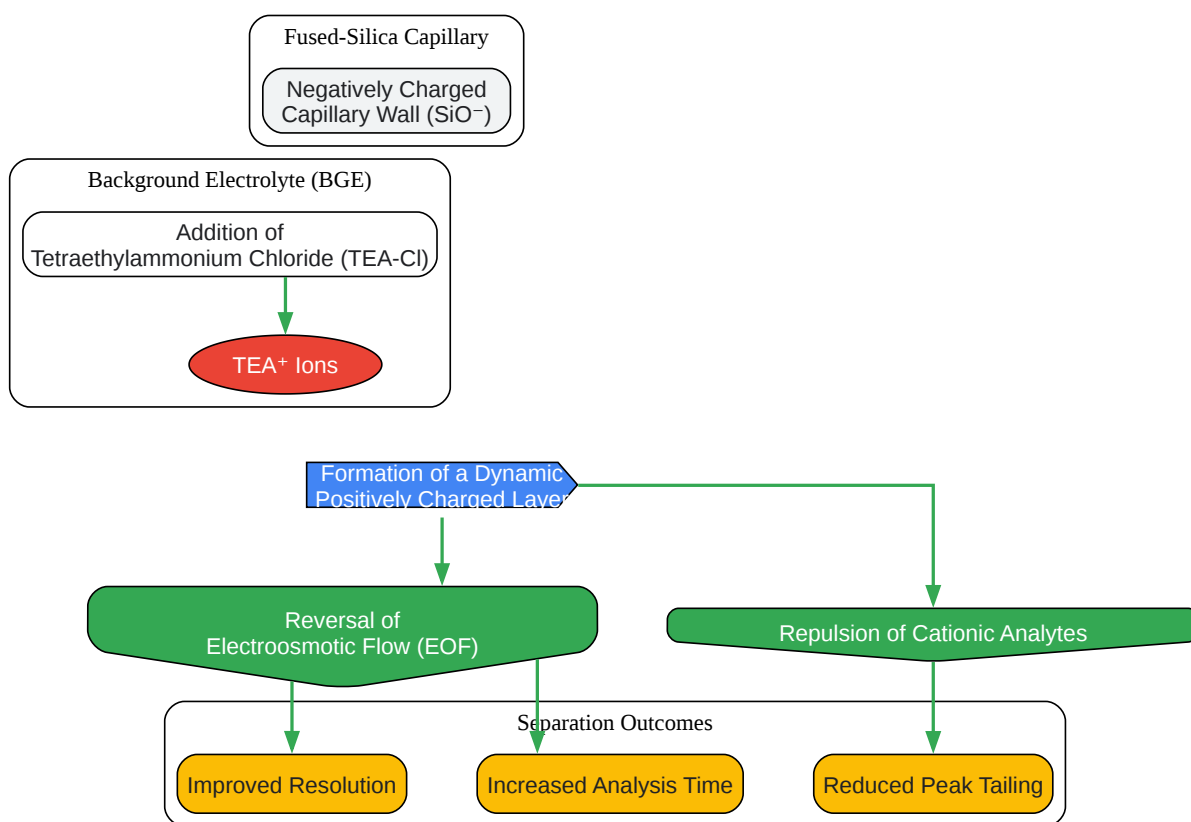 Fused-Silica Capillary
Negatively Charged
Capillary Wall (SiO⁻)
Background Electrolyte (BGE)
Addition of
Tetraethylammonium Chloride (TEA-Cl)
TEA⁺ Ions
Formation of a Dynamic
Positively Charged Layer
Reversal of
Electroosmotic Flow (EOF)
Repulsion of Cationic Analytes
Separation Outcomes
Improved Resolution
Increased Analysis Time
Reduced Peak Tailing